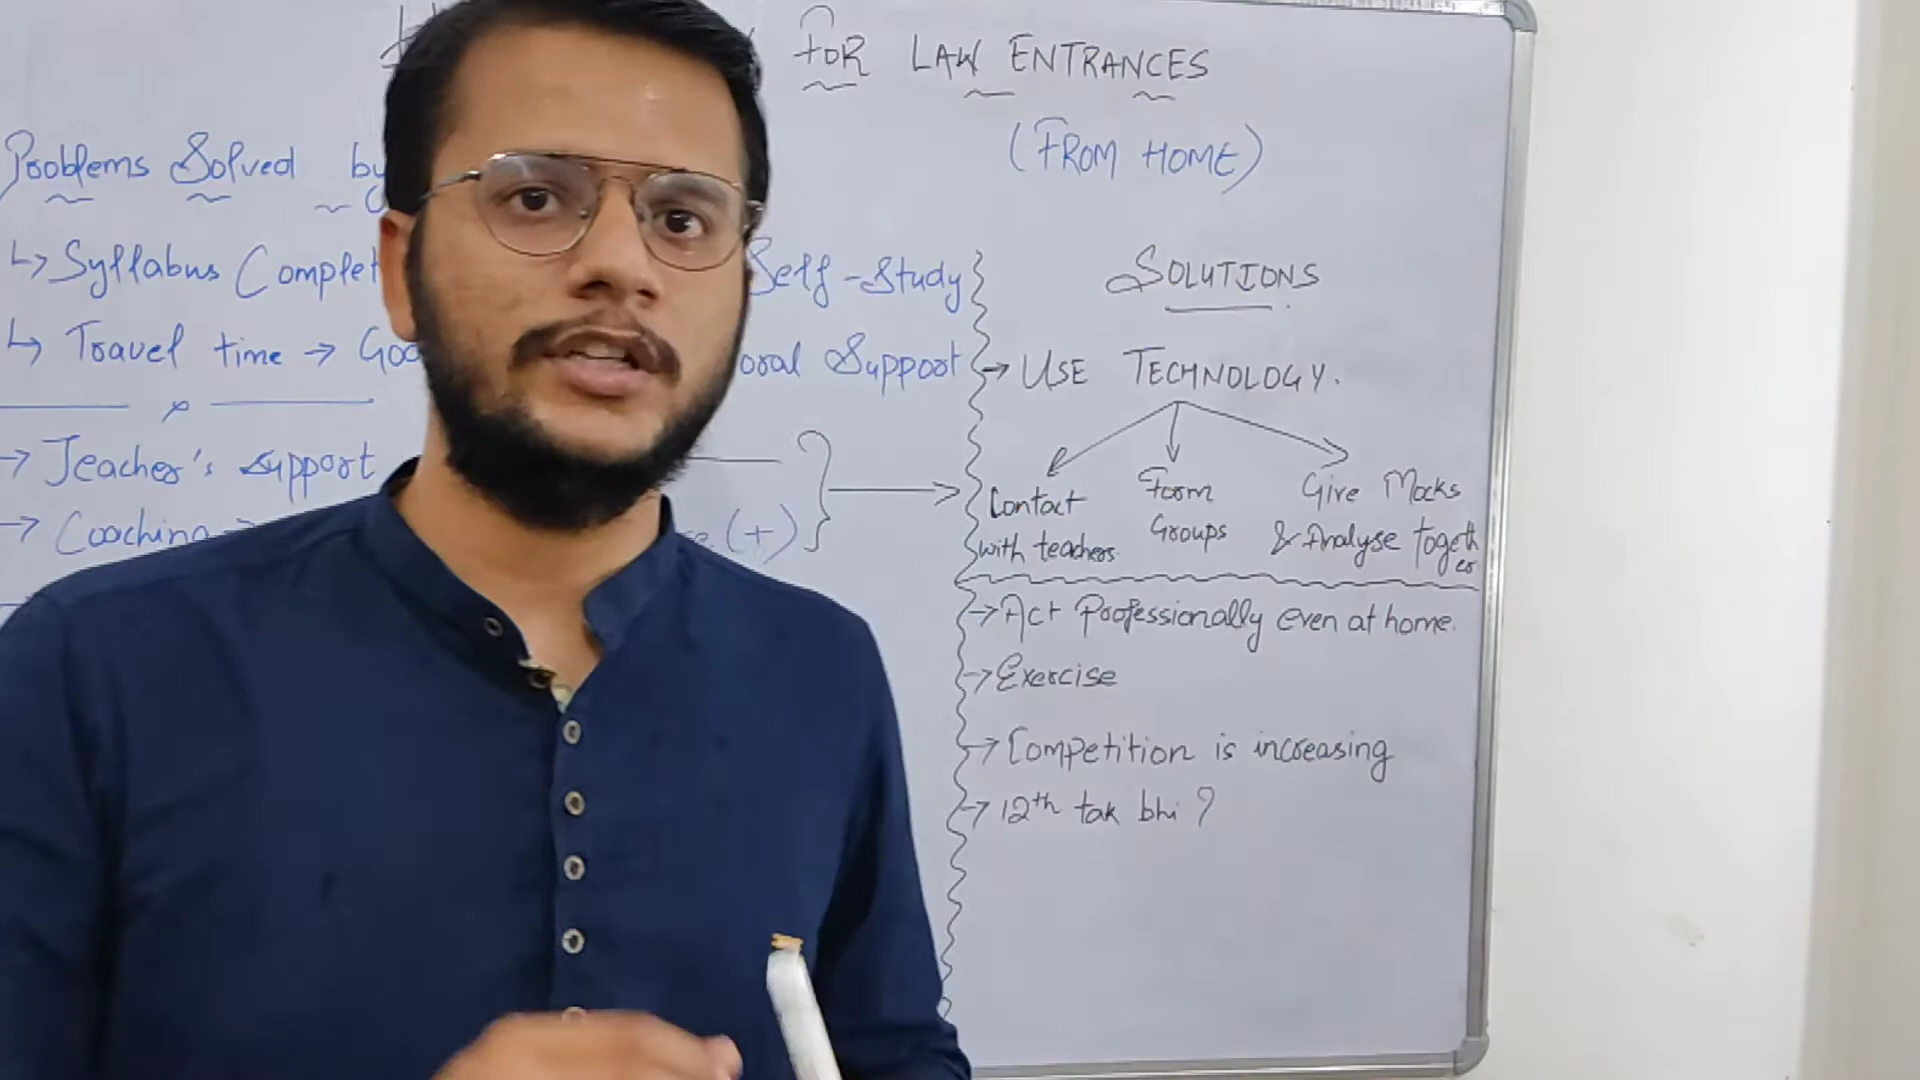 FOR LAW ENTRANCES
(FROM HOME)
Problems Solved by
↳ Syllabus Complet
Self-Study
↳ Travel time →
Support
→ Teacher's support
→ Coaching
(+)
SOLUTIONS
→ USE TECHNOLOGY.
Contact
with teachers
Form
Groups
Give Mocks
& Analyse togeth
er
→ Act Professionally even at home.
→ Exercise
→ Competition is increasing
→ 12th tak bhi ?